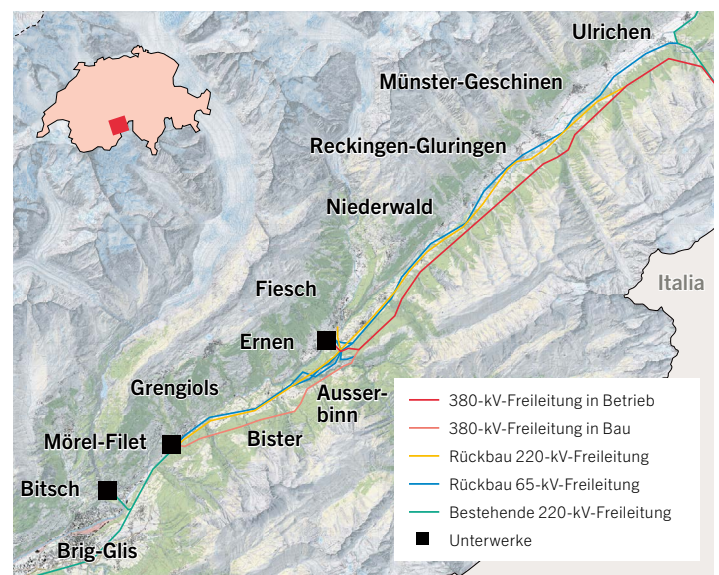 Ulrichen
Münster-Geschinen
Reckingen-Gluringen
Niederwald
Italia
Fiesch
Ernen
Grengiols
Ausser-
binn
Mörel-Filet
Bister
Bitsch
Brig-Glis
380-kV-Freileitung in Betrieb
380-kV-Freileitung in Bau
Rückbau 220-kV-Freileitung
Rückbau 65-kV-Freileitung
Bestehende 220-kV-Freileitung
Unterwerke